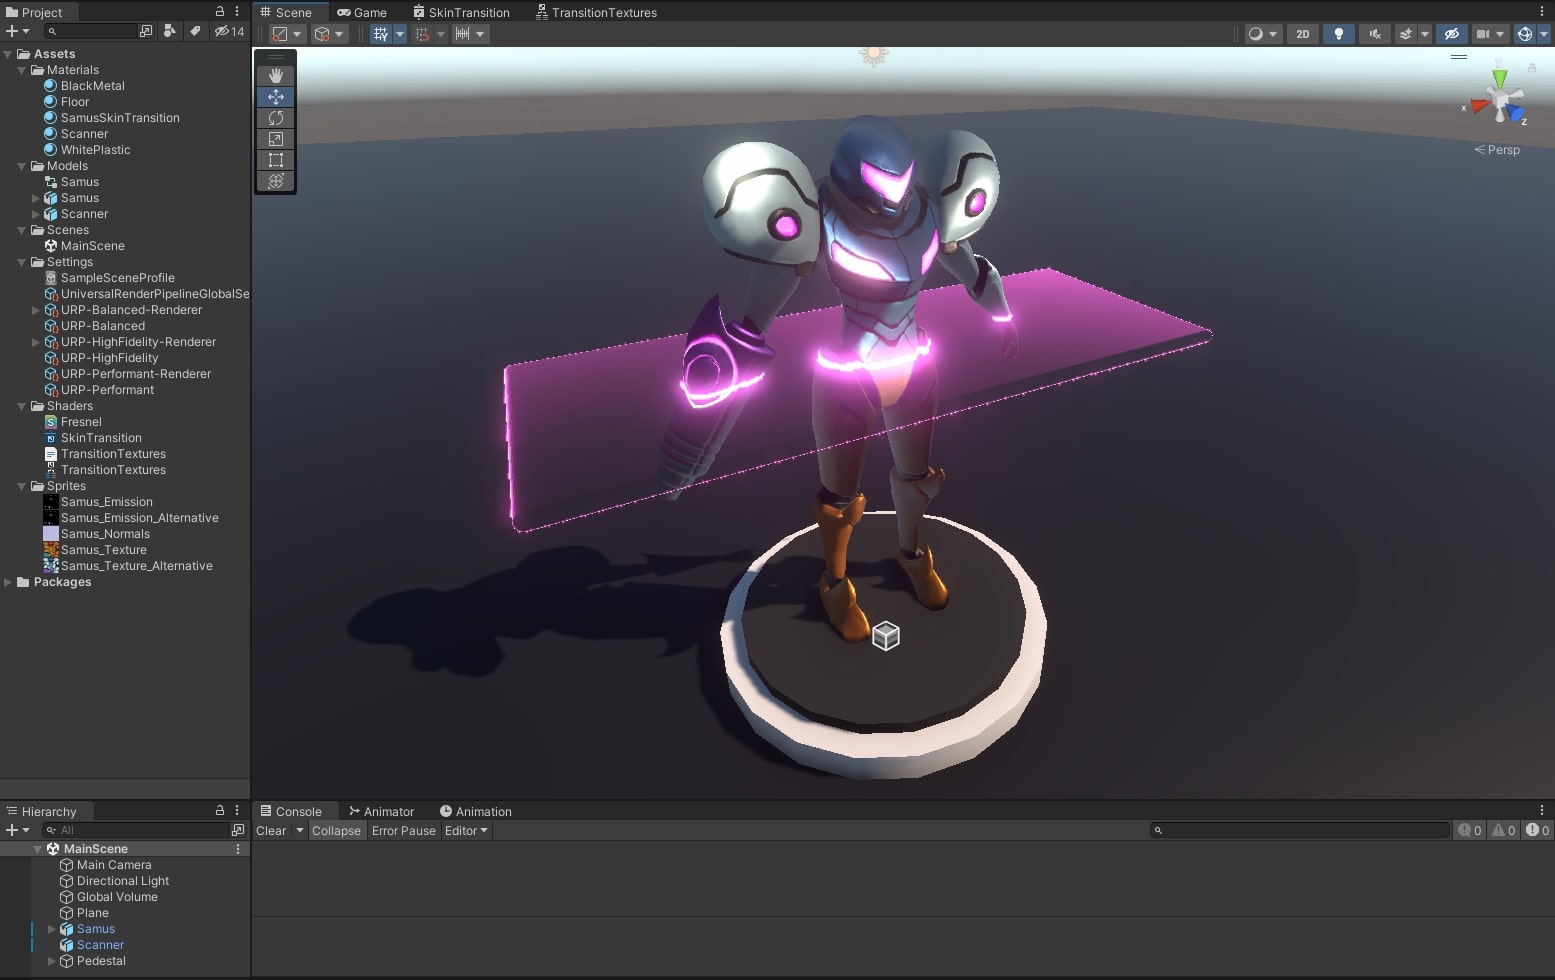 Project
14
Assets
Materials
BlackMetal
Floor
SamusSkinTransition
Scanner
WhitePlastic
Models
Samus
Samus
Scanner
Scenes
MainScene
Settings
SampleSceneProfile
UniversalRenderPipelineGlobalSe
URP-Balanced-Renderer
URP-Balanced
URP-HighFidelity-Renderer
URP-HighFidelity
URP-Performant-Renderer
URP-Performant
Shaders
Fresnel
SkinTransition
TransitionTextures
TransitionTextures
Sprites
Samus_Emission
Samus_Emission_Alternative
Samus_Normals
Samus_Texture
Samus_Texture_Alternative
Packages
Scene Game SkinTransition TransitionTextures
2D
y
x
z
Persp
Hierarchy
All
MainScene
Main Camera
Directional Light
Global Volume
Plane
Samus
Scanner
Pedestal
Console Animator Animation
Clear Collapse Error Pause Editor 0 0 0